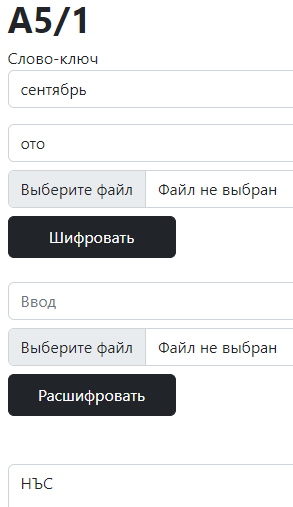 A5/1
Слово-ключ
сентябрь
ото
Выберите файл Файл не выбран
Шифровать
Ввод
Выберите файл Файл не выбран
Расшифровать
НЪС